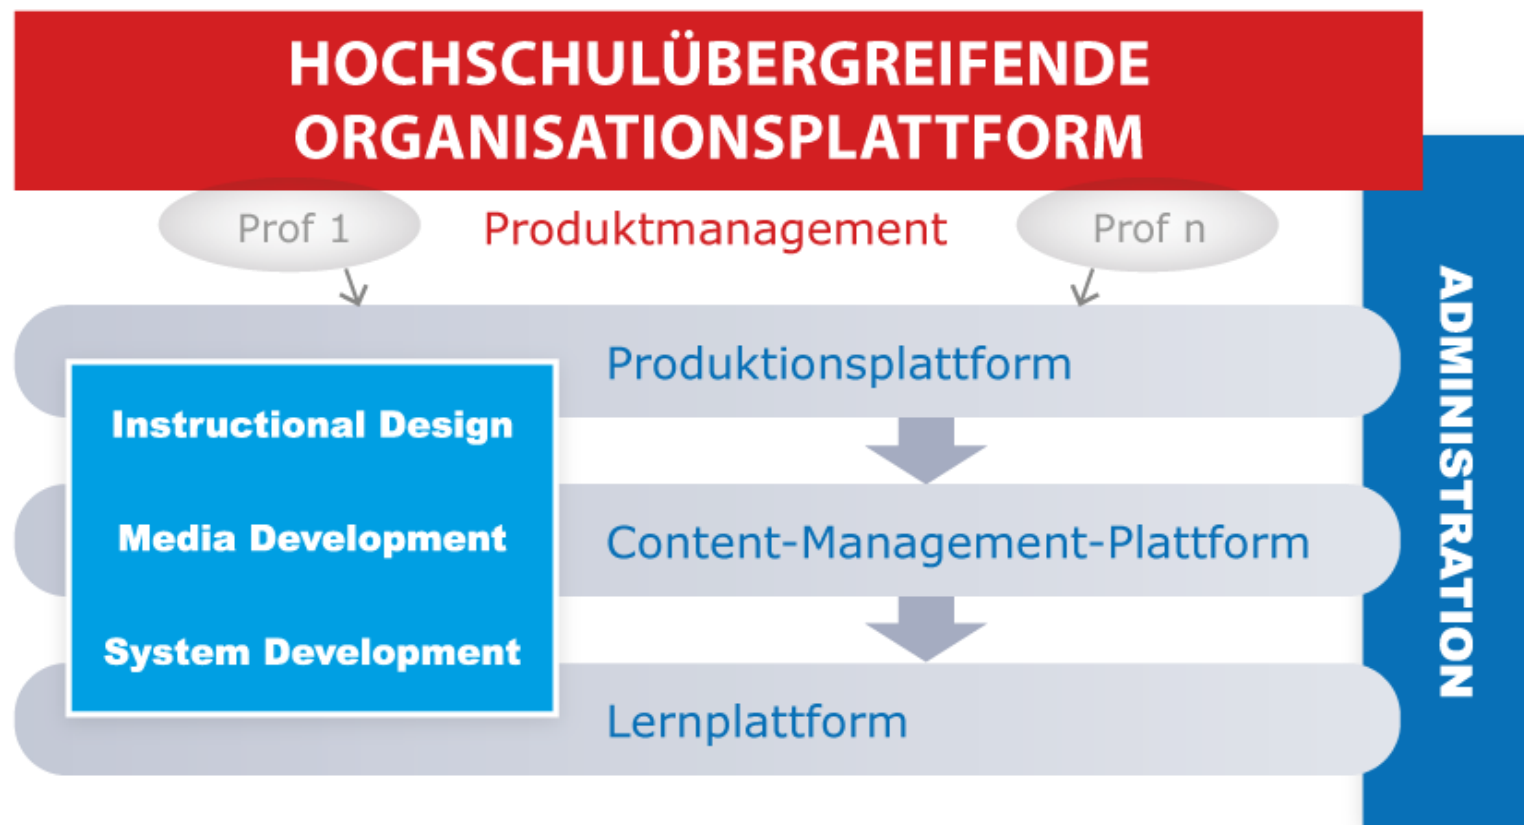 HOCHSCHULÜBERGREIFENDE
ORGANISATIONSPLATTFORM
Prof 1
Produktmanagement
Prof n
Produktionsplattform
Instructional Design
Media Development
Content-Management-Plattform
System Development
Lernplattform
ADMINISTRATION